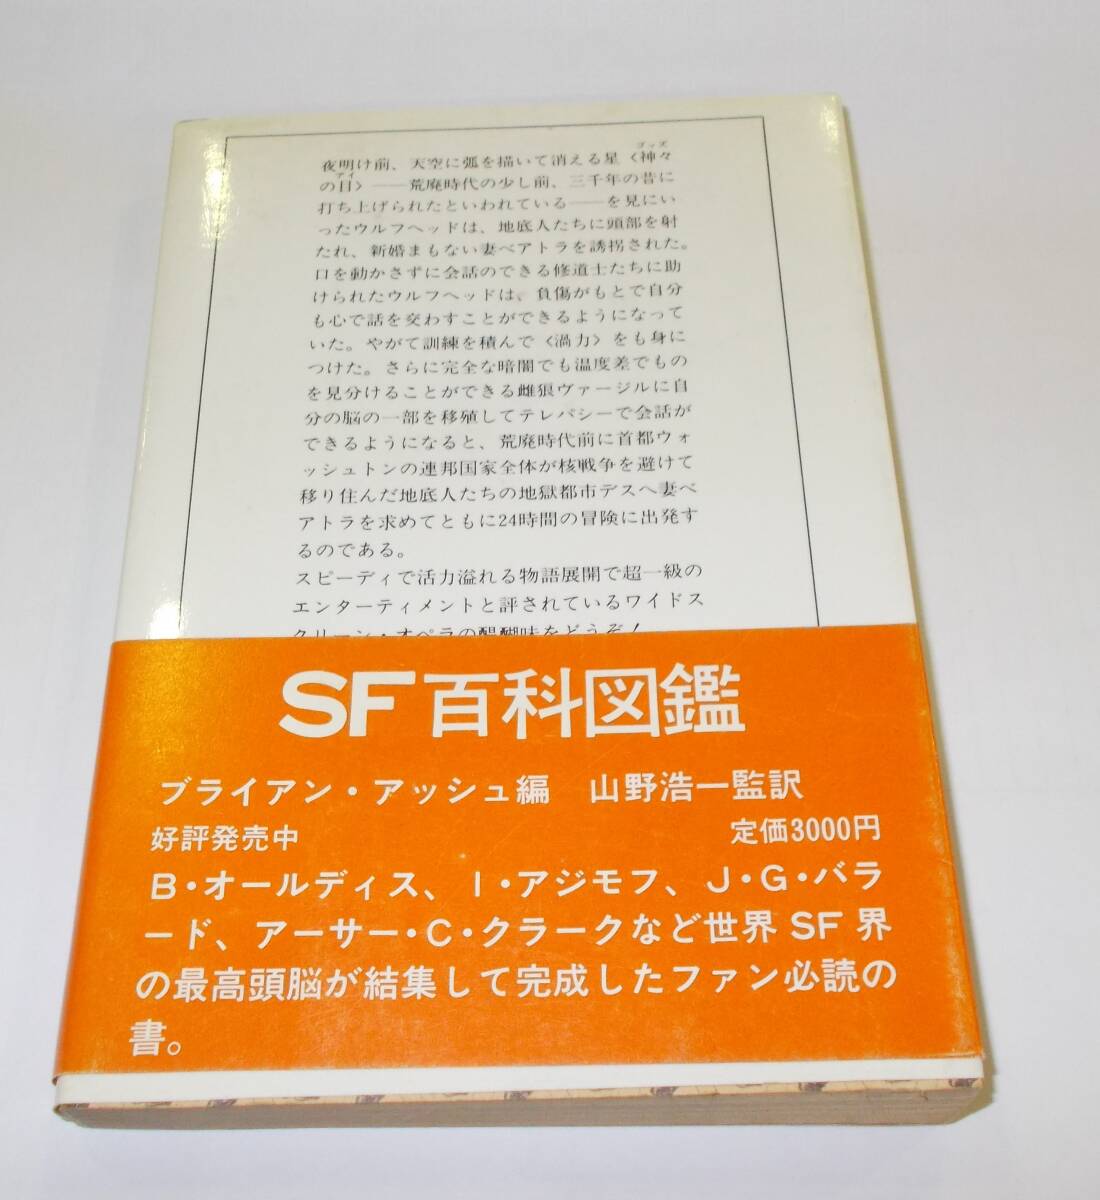 夜明け前、天空に弧を描いて消える星〈神々
ゴッズ
の目〉——荒廃時代の少し前、三千年の昔に
アイ
打ち上げられたといわれている——を見にい
ったウルフヘッドは、地底人たちに頭部を射
たれ、新婚まもない妻ベアトラを誘拐された。
口を動かさずに会話のできる修道士たちに助
けられたウルフヘッドは、負傷がもとで自分
も心で話を交わすことができるようになって
いた。やがて訓練を積んで〈渦力〉をも身に
つけた。さらに完全な暗闇でも温度差でもの
を見分けることができる雌狼ヴァージルに自
分の脳の一部を移殖してテレパシーで会話が
できるようになると、荒廃時代前に首都ウォ
ッシュトンの連邦国家全体が核戦争を避けて
移り住んだ地底人たちの地獄都市デスへ妻ベ
アトラを求めてともに24時間の冒険に出発す
るのである。
スピーディで活力溢れる物語展開で超一級の
エンターティメントと評されているワイドス
クリーン・オペラの醍醐味をどうぞ！
SF百科図鑑
ブライアン・アッシュ編 山野浩一監訳
好評発売中 定価3000円
B・オールディス、I・アジモフ、J・G・バラ
ード、アーサー・C・クラークなど世界SF界
の最高頭脳が結集して完成したファン必読の
書。